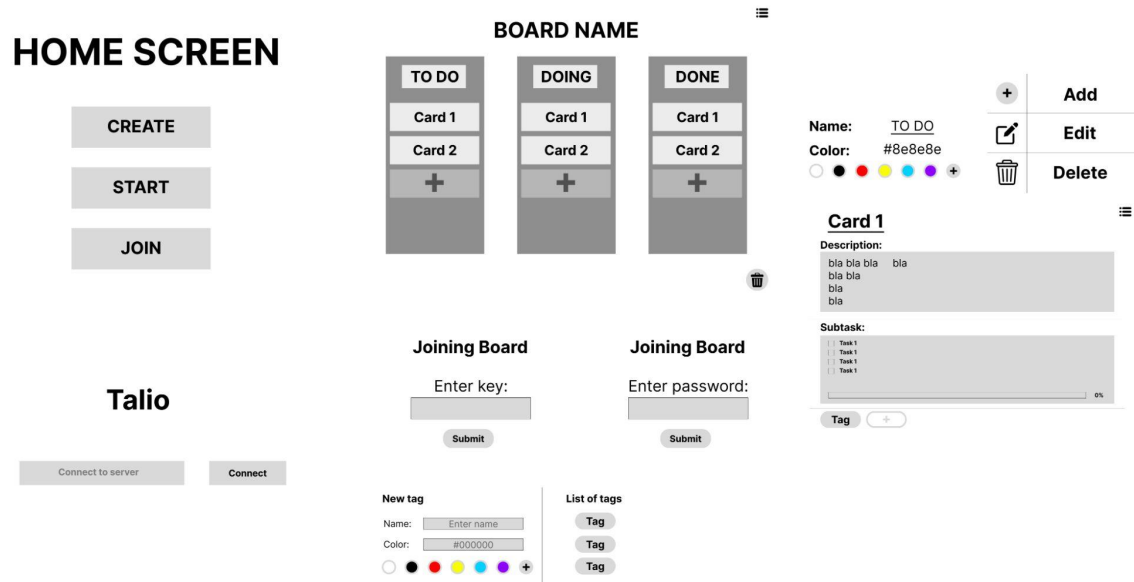 HOME SCREEN
CREATE
START
JOIN
Talio
Connect to server
Connect
BOARD NAME
TO DO
Card 1
Card 2
+
DOING
Card 1
Card 2
+
DONE
Card 1
Card 2
+
Joining Board
Enter key:
Submit
Joining Board
Enter password:
Submit
New tag
Name: Enter name
Color: #000000
+
List of tags
Tag
Tag
Tag
Name: TO DO
Color: #8e8e8e
+
+ Add
Edit
Delete
Card 1
Description:
bla bla bla bla
bla bla
bla
bla
Subtask:
Task 1
Task 1
Task 1
Task 1
0%
Tag +